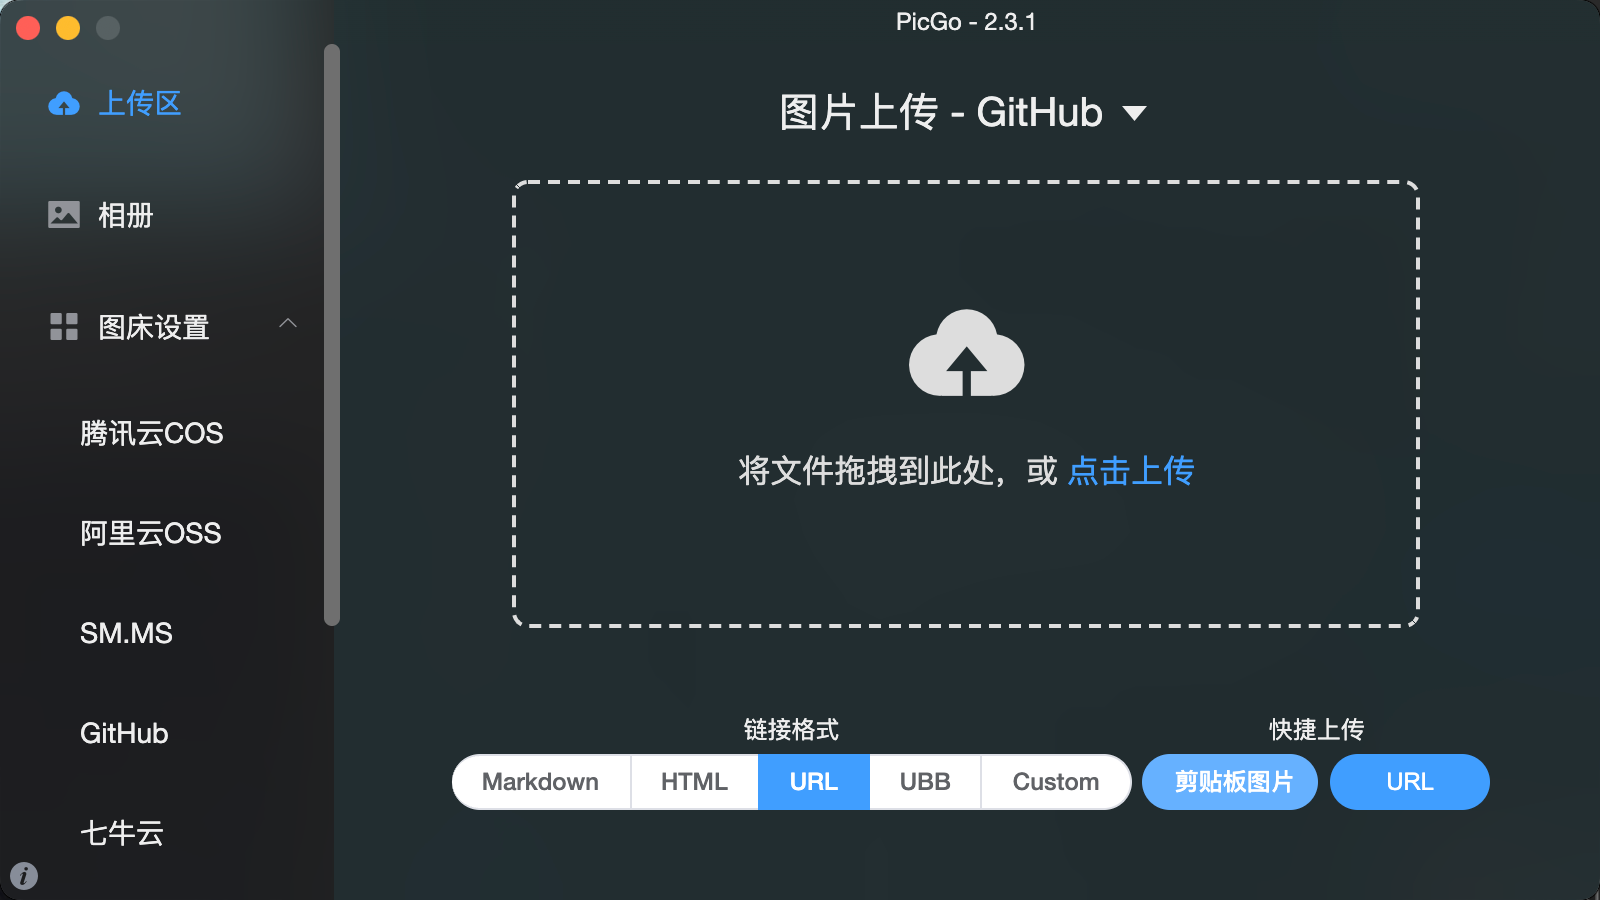 PicGo - 2.3.1
上传区
相册
图床设置
腾讯云COS
阿里云OSS
SM.MS
GitHub
七牛云
图片上传 - GitHub
将文件拖拽到此处，或 点击上传
链接格式
Markdown HTML URL UBB Custom
快捷上传
剪贴板图片 URL